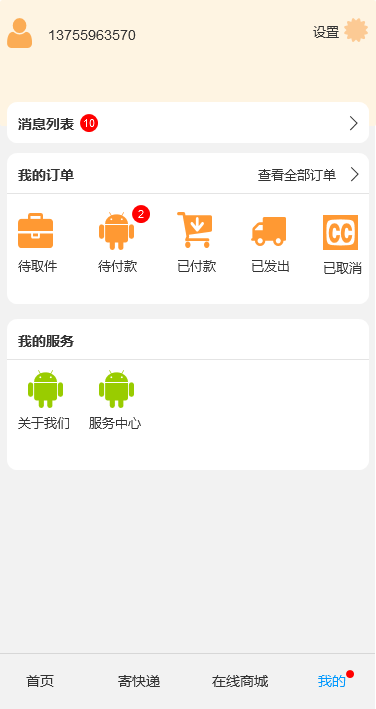 13755963570 设置
消息列表 10
我的订单 查看全部订单
2
CC
待取件 待付款 已付款 已发出 已取消
我的服务
关于我们 服务中心
首页 寄快递 在线商城 我的